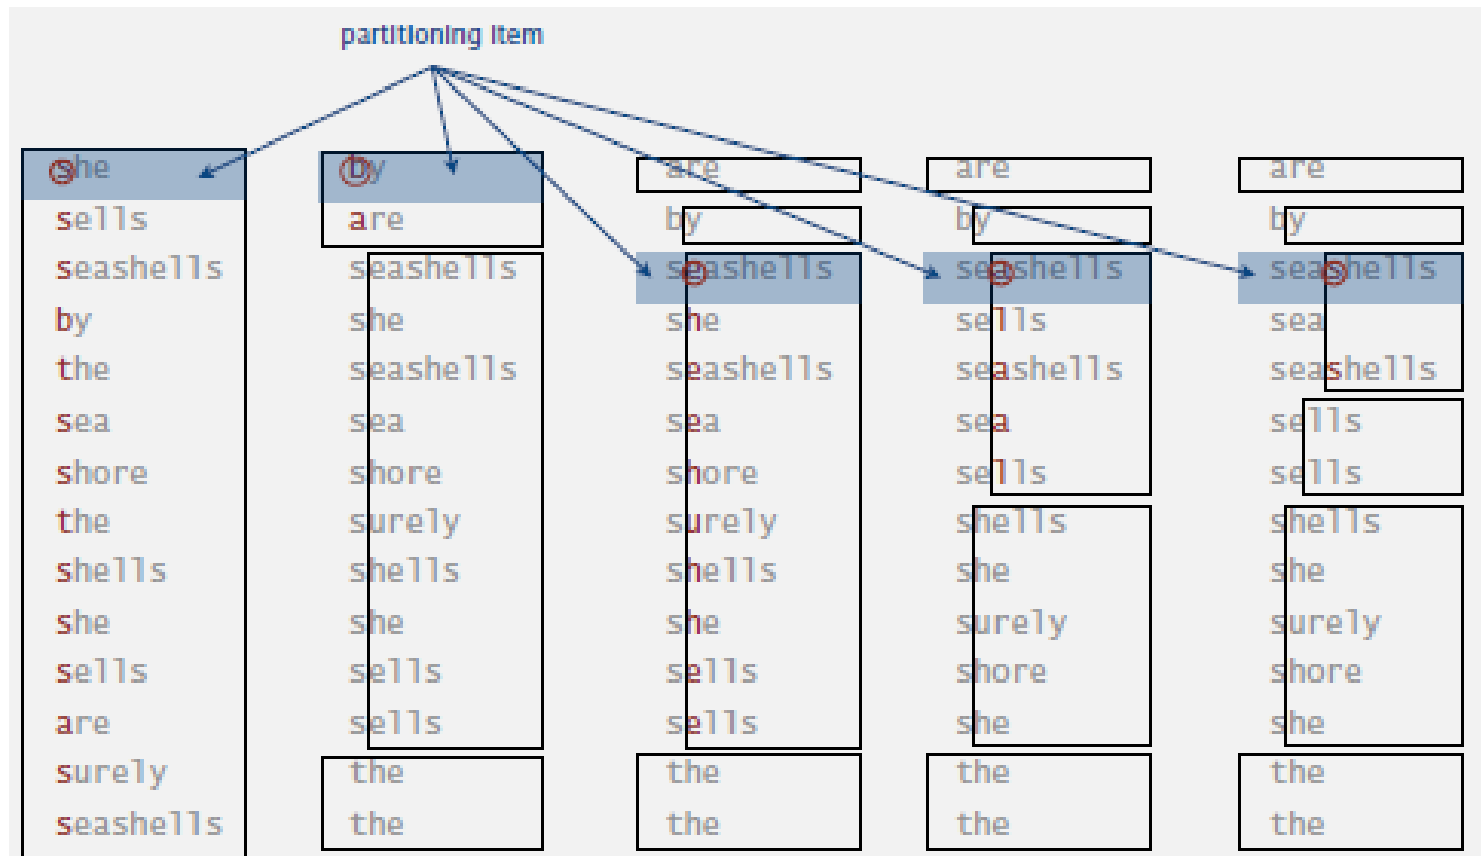 partitioning item
she by are are are
sells are by by by
seashells seashells seashells seashells seashells
by she she sells sea
the seashells seashells seashells seashells
sea sea sea sea sells
shore shore shore sells sells
the surely surely shells shells
shells shells shells she she
she she she surely surely
sells sells sells shore shore
are sells sells she she
surely the the the the
seashells the the the the